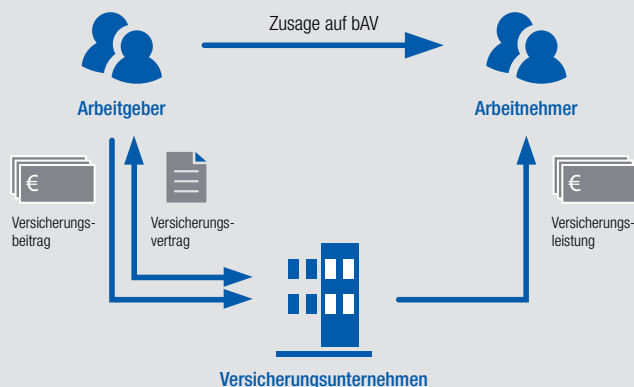 Zusage auf bAV
Arbeitgeber
Arbeitnehmer
€
Versicherungs-
beitrag
Versicherungs-
vertrag
€
Versicherungs-
leistung
Versicherungsunternehmen